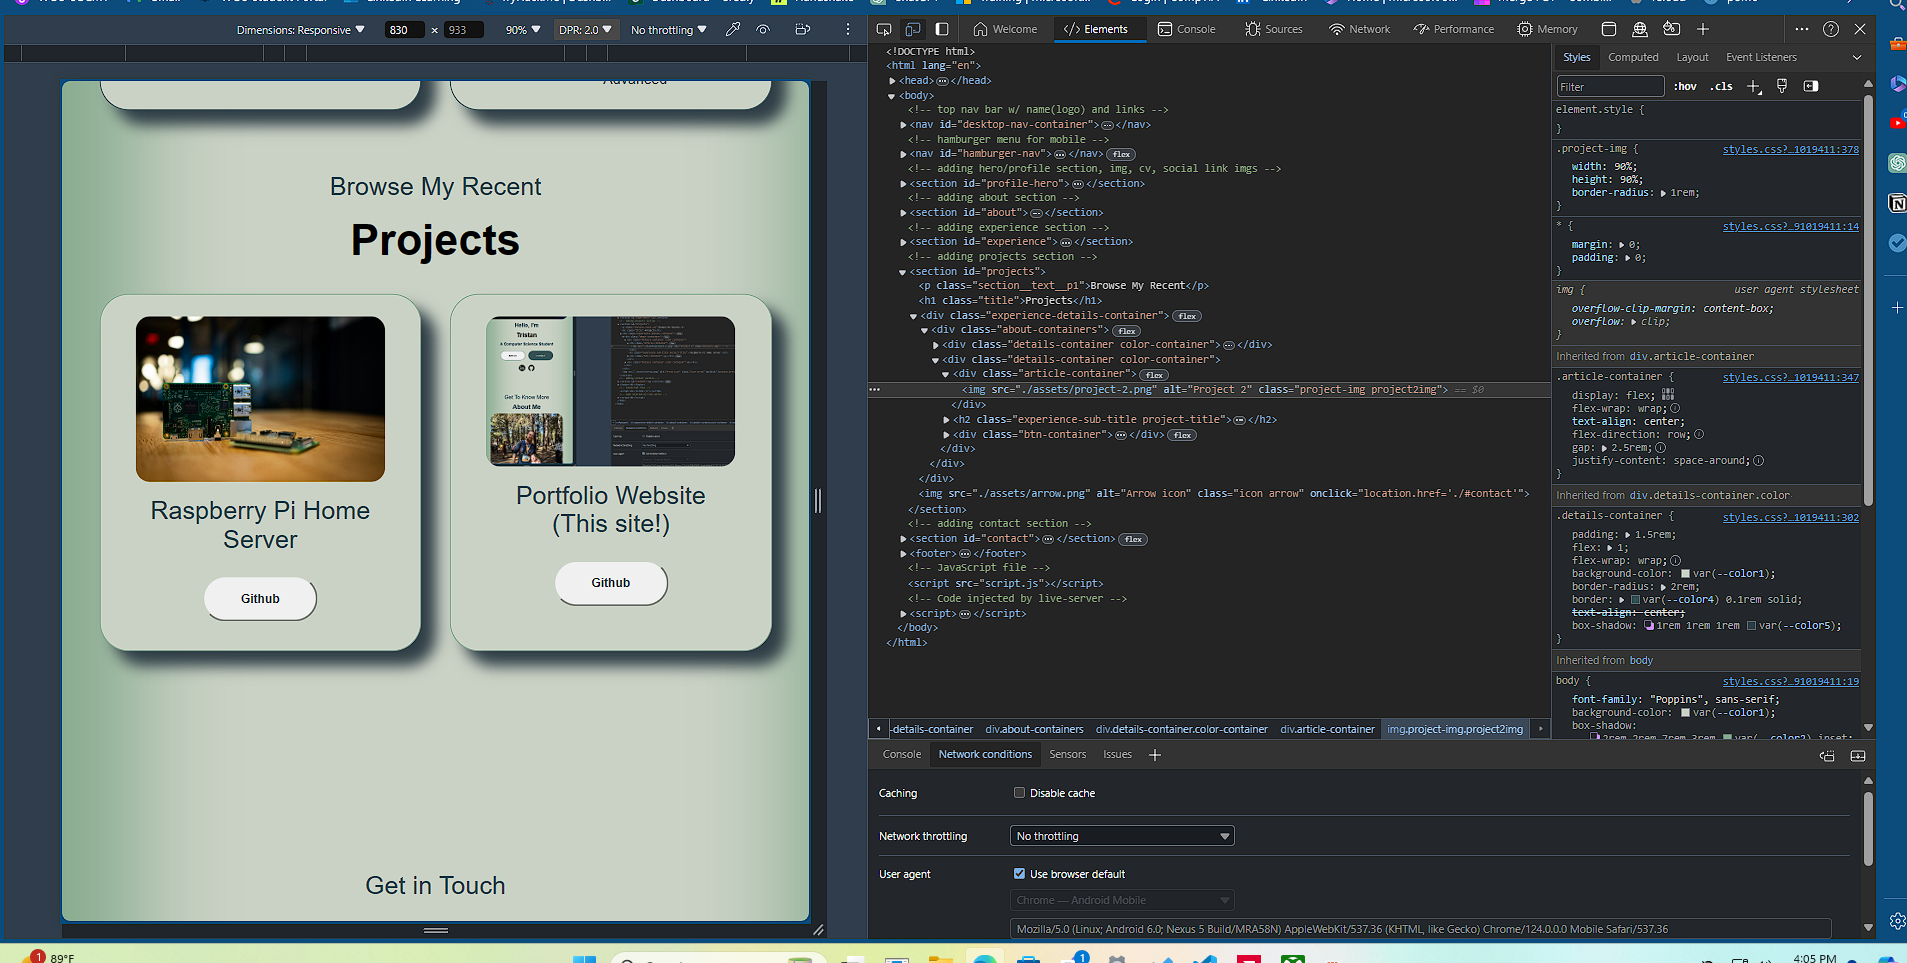 Dimensions: Responsive ▼ 830 × 933 90% ▼ DPR: 2.0 ▼ No throttling ▼
Welcome </> Elements Console Sources Network Performance Memory
Advanced
Browse My Recent
Projects
Raspberry Pi Home
Server
Github
Portfolio Website
(This site!)
Github
Get in Touch
<!DOCTYPE html>
<html lang="en">
<head></head>
<body>
<!-- top nav bar w/ name(logo) and links -->
<nav id="desktop-nav-container"></nav>
<!-- hamburger menu for mobile -->
<nav id="hamburger-nav"></nav> flex
<!-- adding hero/profile section, img, cv, social link imgs -->
<section id="profile-hero"></section>
<!-- adding about section -->
<section id="about"></section>
<!-- adding experience section -->
<section id="experience"></section>
<!-- adding projects section -->
<section id="projects">
<p class="section__text__p1">Browse My Recent</p>
<h1 class="title">Projects</h1>
<div class="experience-details-container"> flex
<div class="about-containers"> flex
<div class="details-container color-container"></div>
<div class="details-container color-container">
<div class="article-container"> flex
<img src="./assets/project-2.png" alt="Project 2" class="project-img project2img"> == $0
</div>
<h2 class="experience-sub-title project-title"></h2>
<div class="btn-container"></div> flex
</div>
</div>
</div>
<img src="./assets/arrow.png" alt="Arrow icon" class="icon arrow" onclick="location.href='./#contact'">
</section>
<!-- adding contact section -->
<section id="contact"></section> flex
<footer></footer>
<!-- JavaScript file -->
<script src="script.js"></script>
<!-- Code injected by live-server -->
<script></script>
</body>
</html>
-details-container div.about-containers div.details-container.color-container div.article-container img.project-img.project2img
Styles Computed Layout Event Listeners
Filter :hov .cls
element.style {
}
.project-img { styles.css?_1019411:378
width: 90%;
height: 90%;
border-radius: 1rem;
}
* { styles.css?_91019411:14
margin: 0;
padding: 0;
}
img { user agent stylesheet
overflow-clip-margin: content-box;
overflow: clip;
}
Inherited from div.article-container
.article-container { styles.css?_1019411:347
display: flex;
flex-wrap: wrap;
text-align: center;
flex-direction: row;
gap: 2.5rem;
justify-content: space-around;
}
Inherited from div.details-container.color
.details-container { styles.css?_1019411:302
padding: 1.5rem;
flex: 1;
flex-wrap: wrap;
background-color: var(--color1);
border-radius: 2rem;
border: var(--color4) 0.1rem solid;
text-align: center;
box-shadow: 1rem 1rem 1rem var(--color5);
}
Inherited from body
body { styles.css?_91019411:19
font-family: "Poppins", sans-serif;
background-color: var(--color1);
box-shadow:
2rem 2rem 7rem 3rem var(--color2) inset;
Console Network conditions Sensors Issues
Caching Disable cache
Network throttling No throttling
User agent Use browser default
Chrome — Android Mobile
Mozilla/5.0 (Linux; Android 6.0; Nexus 5 Build/MRA58N) AppleWebKit/537.36 (KHTML, like Gecko) Chrome/124.0.0.0 Mobile Safari/537.36
1 89°F 1 4:05 PM